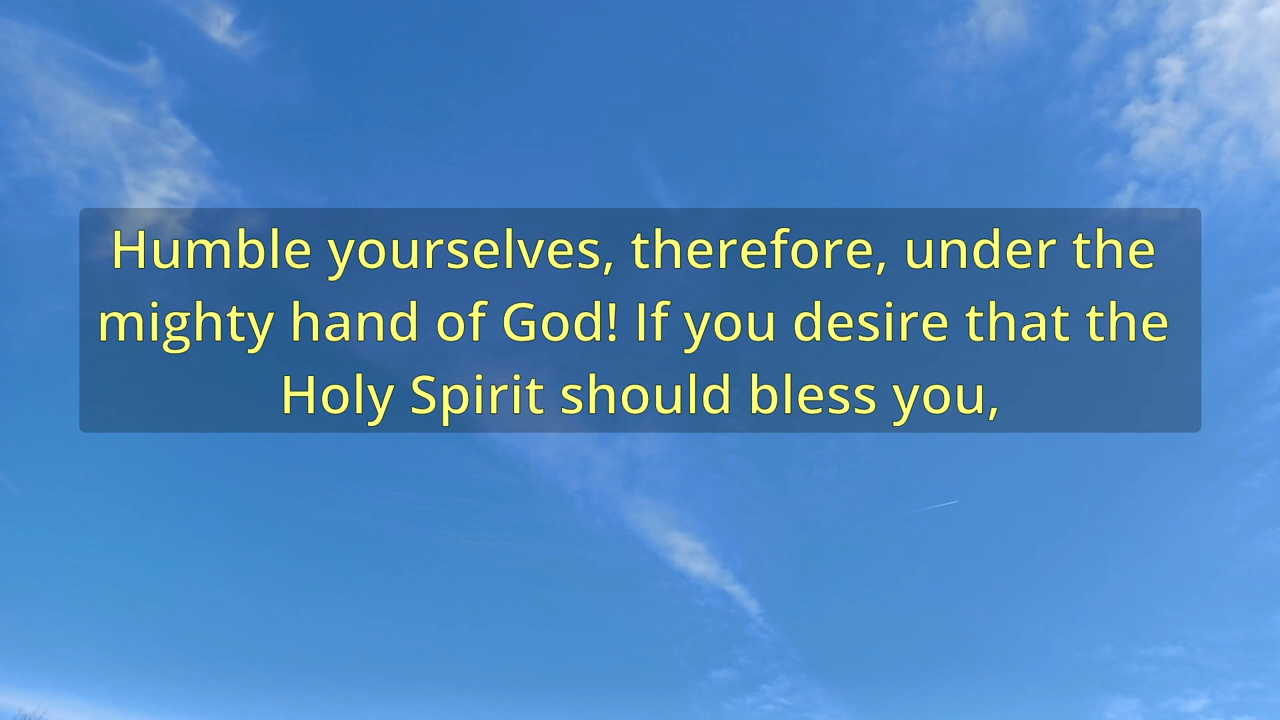 Humble yourselves, therefore, under the
mighty hand of God! If you desire that the
Holy Spirit should bless you,